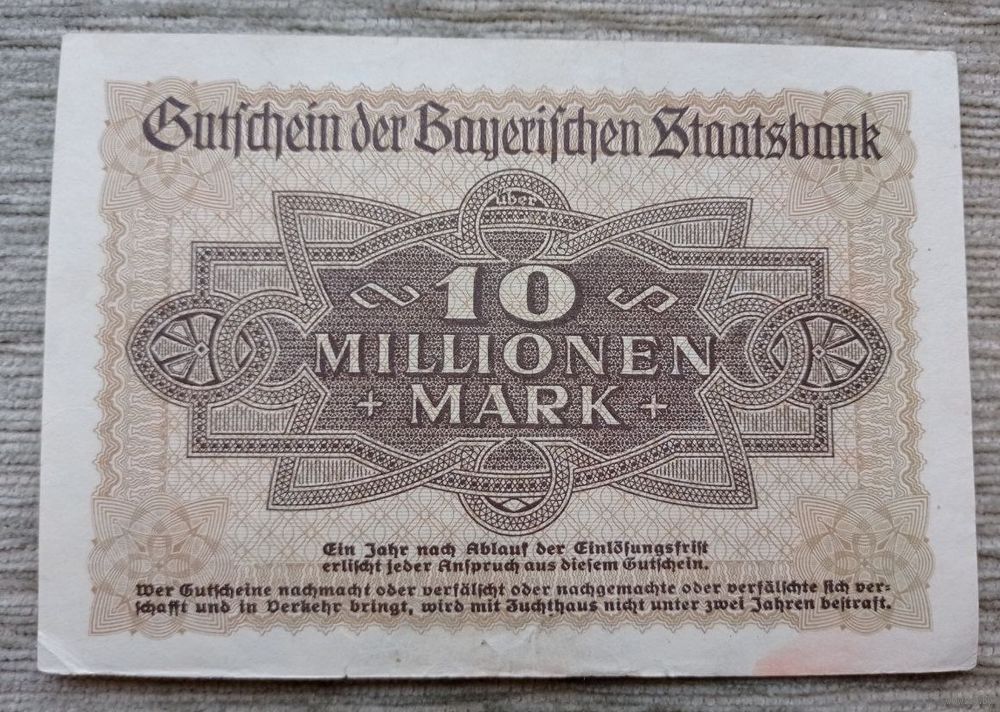 Gutſchein der Bayeriſchen Staatsbank
über
10
MILLIONEN
+ MARK +
Ein Jahr nach Ablauf der Einlöſungsfriſt
erliſcht jeder Anſpruch aus dieſem Gutſchein.
Wer Gutſcheine nachmacht oder verfälſcht oder nachgemachte oder verfälſchte ſich ver-
ſchafft und in Verkehr bringt, wird mit Zuchthaus nicht unter zwei Jahren beſtraft.